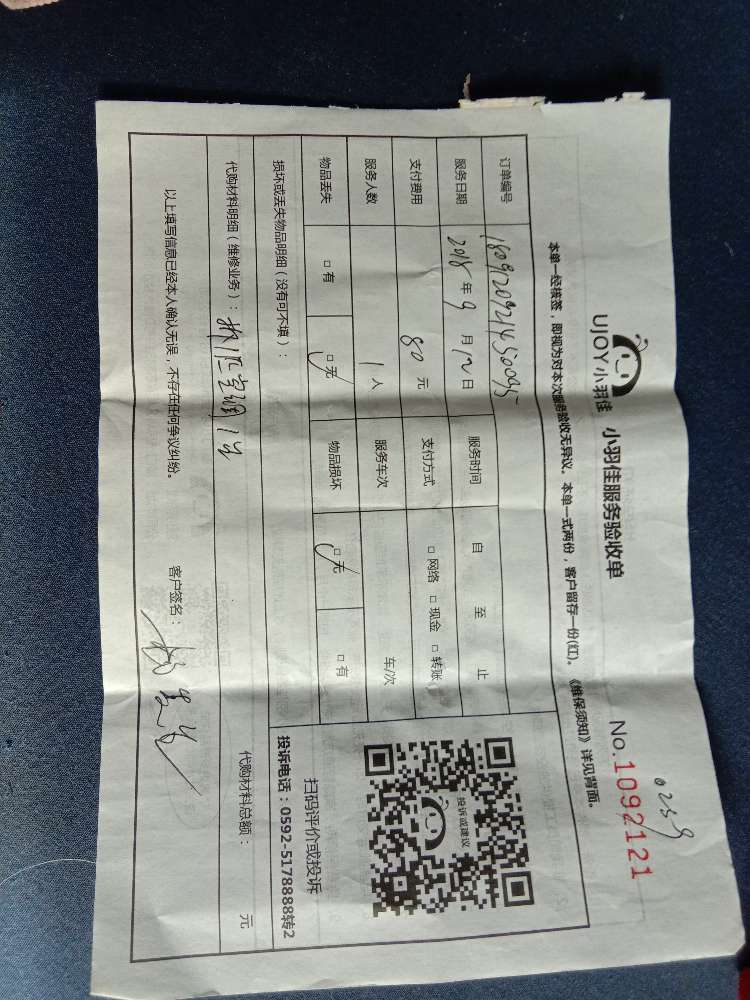 UJOY小羽佳 小羽佳服务验收单
No.1092121
0259
本单一经接签，即视为对本次服务验收无异议。本单一式两份，客户留存一份(红)。《维保须知》详见背面。
订单编号 服务时间 自 至 止
服务日期 2018年9月12日 支付方式 □网络 □现金 □转账
支付费用 80元 服务车次 车/次
服务人数 1人 物品损坏 □无 □有
物品丢失 □有 □无
损坏或丢失物品明细（没有可不填）：
代购材料明细（维修业务）：
代购材料总额： 元
以上填写信息已经本人确认无误，不存在任何争议纠纷。 客户签名：
投诉或建议
扫码评价或投诉
投诉电话：0592-5178888转2